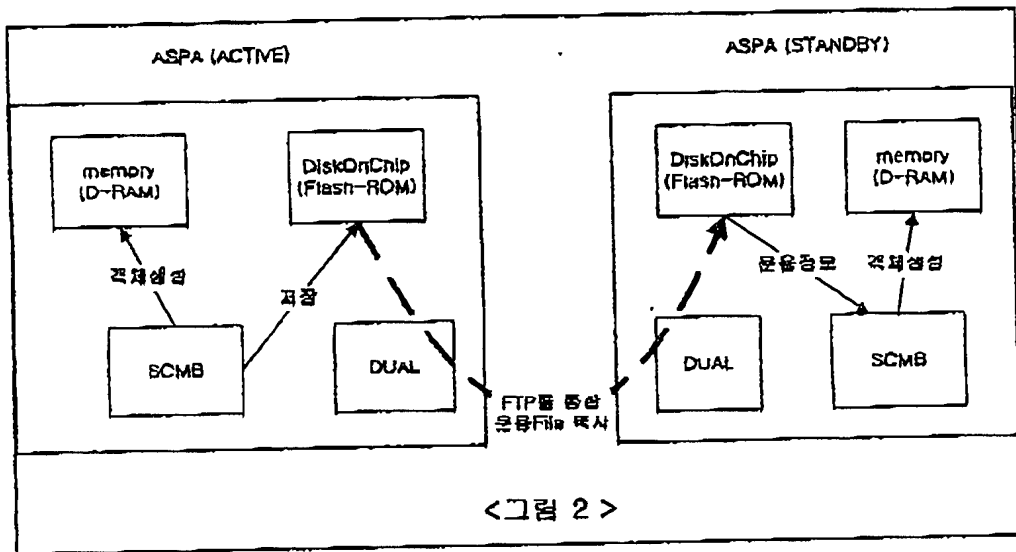 ASPA (ACTIVE)
ASPA (STANDBY)
memory
(D-RAM)
DiskOnChip
(Flash-ROM)
DiskOnChip
(Flash-ROM)
memory
(D-RAM)
객체생성
저장
운용정보
객체생성
SCMB
DUAL
DUAL
SCMB
FTP를 통한
운용File 복사
<그림 2>